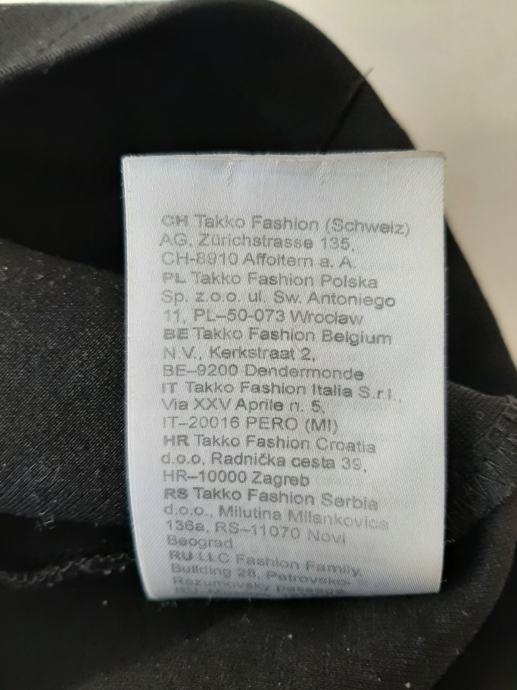 CH Takko Fashion (Schweiz)
AG, Zürichstrasse 135,
CH-8910 Affoltern a. A.
PL Takko Fashion Polska
Sp. z.o.o. ul. Sw. Antoniego
11, PL–50-073 Wroclaw
BE Takko Fashion Belgium
N.V., Kerkstraat 2,
BE–9200 Dendermonde
IT Takko Fashion Italia S.r.l.,
Via XXV Aprile n. 5,
IT–20016 PERO (MI)
HR Takko Fashion Croatia
d.o.o, Radnička cesta 39,
HR–10000 Zagreb
RS Takko Fashion Serbia
d.o.o., Milutina Milankovica
136a, RS–11070 Novi
Beograd
RU LLC Fashion Family,
Building 28, Petrovsko-
Razumovsky passage